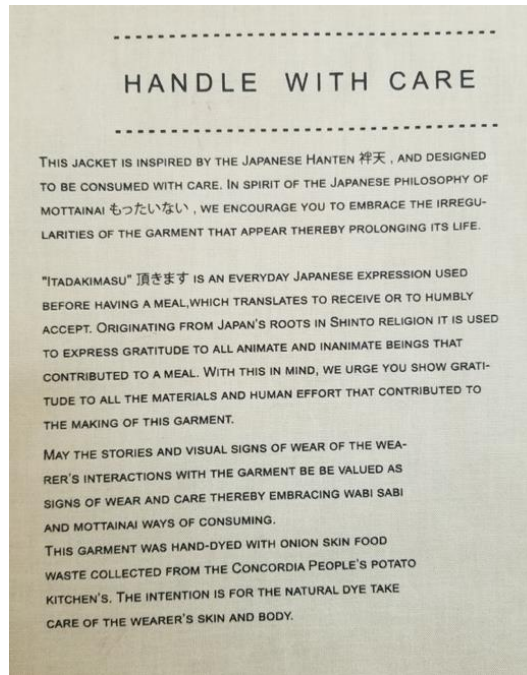 HANDLE WITH CARE
THIS JACKET IS INSPIRED BY THE JAPANESE HANTEN 袢天 , AND DESIGNED
TO BE CONSUMED WITH CARE. IN SPIRIT OF THE JAPANESE PHILOSOPHY OF
MOTTAINAI もったいない , WE ENCOURAGE YOU TO EMBRACE THE IRREGU-
LARITIES OF THE GARMENT THAT APPEAR THEREBY PROLONGING ITS LIFE.
"ITADAKIMASU" 頂きます IS AN EVERYDAY JAPANESE EXPRESSION USED
BEFORE HAVING A MEAL,WHICH TRANSLATES TO RECEIVE OR TO HUMBLY
ACCEPT. ORIGINATING FROM JAPAN'S ROOTS IN SHINTO RELIGION IT IS USED
TO EXPRESS GRATITUDE TO ALL ANIMATE AND INANIMATE BEINGS THAT
CONTRIBUTED TO A MEAL. WITH THIS IN MIND, WE URGE YOU SHOW GRATI-
TUDE TO ALL THE MATERIALS AND HUMAN EFFORT THAT CONTRIBUTED TO
THE MAKING OF THIS GARMENT.
MAY THE STORIES AND VISUAL SIGNS OF WEAR OF THE WEA-
RER'S INTERACTIONS WITH THE GARMENT BE BE VALUED AS
SIGNS OF WEAR AND CARE THEREBY EMBRACING WABI SABI
AND MOTTAINAI WAYS OF CONSUMING.
THIS GARMENT WAS HAND-DYED WITH ONION SKIN FOOD
WASTE COLLECTED FROM THE CONCORDIA PEOPLE'S POTATO
KITCHEN'S. THE INTENTION IS FOR THE NATURAL DYE TAKE
CARE OF THE WEARER'S SKIN AND BODY.